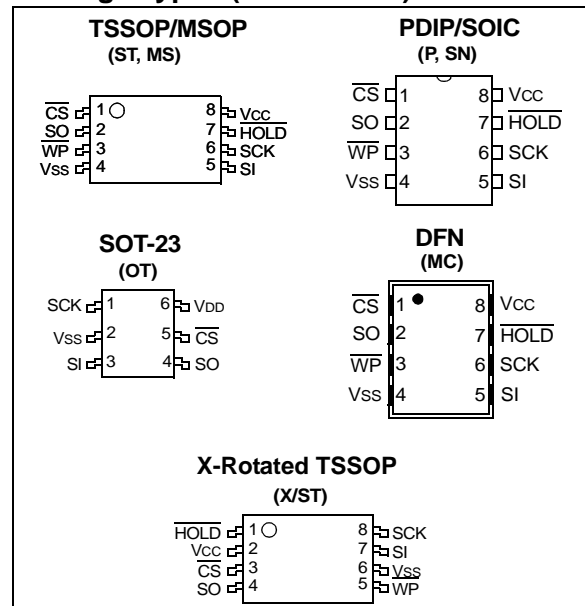 TSSOP/MSOP
(ST, MS)
CS 1 8 VCC
SO 2 7 HOLD
WP 3 6 SCK
VSS 4 5 SI
PDIP/SOIC
(P, SN)
CS 1 8 VCC
SO 2 7 HOLD
WP 3 6 SCK
VSS 4 5 SI
SOT-23
(OT)
SCK 1 6 VDD
VSS 2 5 CS
SI 3 4 SO
DFN
(MC)
CS 1 8 VCC
SO 2 7 HOLD
WP 3 6 SCK
VSS 4 5 SI
X-Rotated TSSOP
(X/ST)
HOLD 1 8 SCK
VCC 2 7 SI
CS 3 6 VSS
SO 4 5 WP